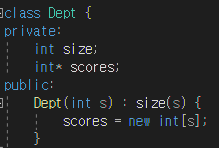 class Dept {
private:
    int size;
    int* scores;
public:
    Dept(int s) : size(s) {
        scores = new int[s];
    }